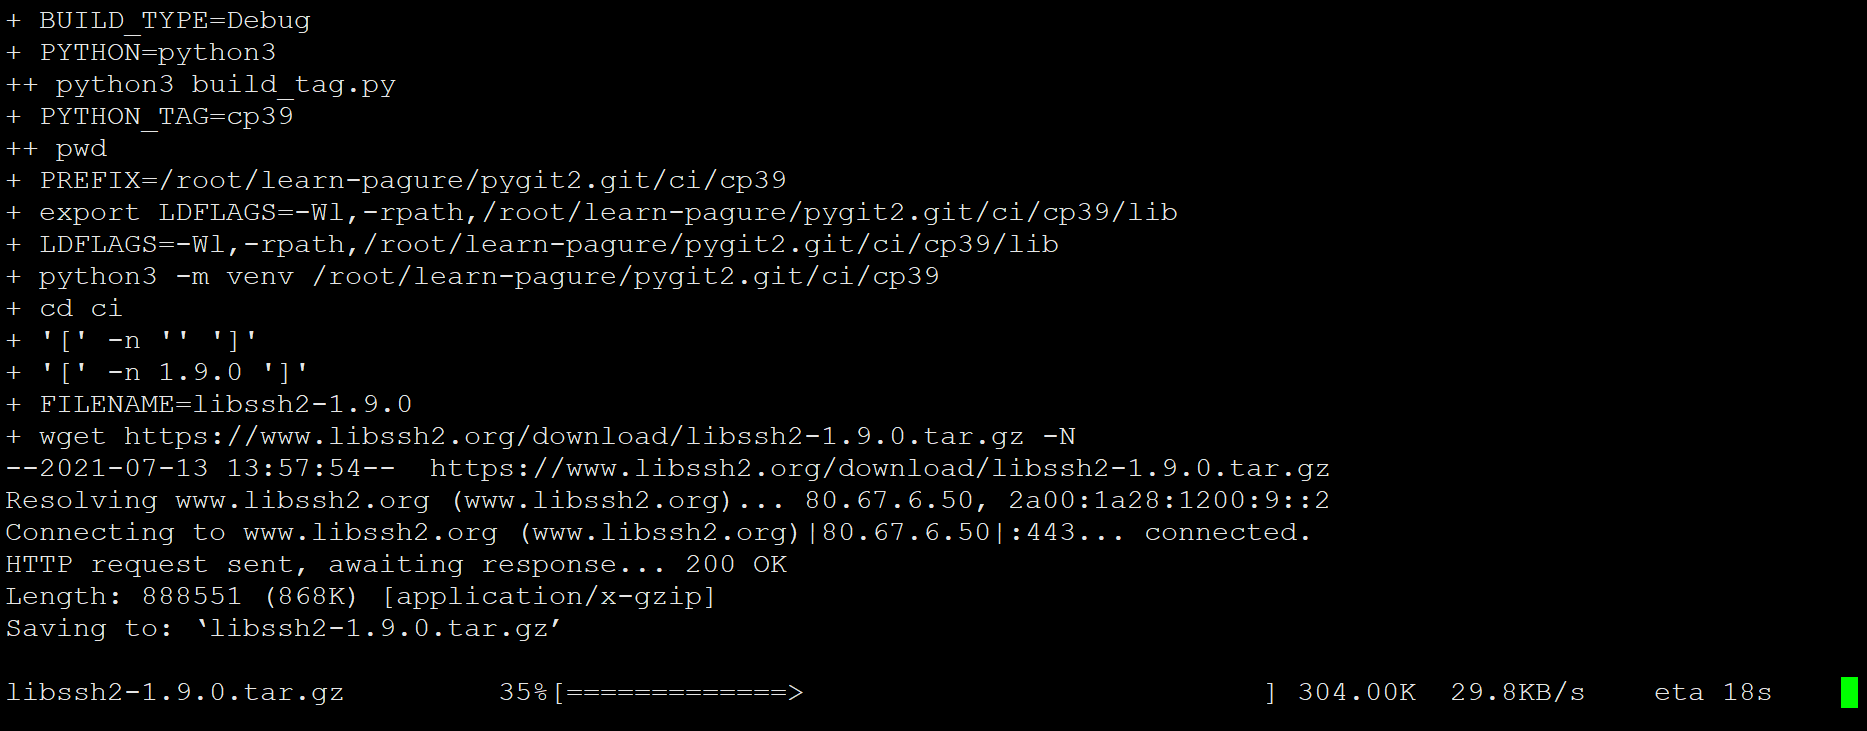 + BUILD_TYPE=Debug
+ PYTHON=python3
++ python3 build_tag.py
+ PYTHON_TAG=cp39
++ pwd
+ PREFIX=/root/learn-pagure/pygit2.git/ci/cp39
+ export LDFLAGS=-Wl,-rpath,/root/learn-pagure/pygit2.git/ci/cp39/lib
+ LDFLAGS=-Wl,-rpath,/root/learn-pagure/pygit2.git/ci/cp39/lib
+ python3 -m venv /root/learn-pagure/pygit2.git/ci/cp39
+ cd ci
+ '[' -n '' ']'
+ '[' -n 1.9.0 ']'
+ FILENAME=libssh2-1.9.0
+ wget https://www.libssh2.org/download/libssh2-1.9.0.tar.gz -N
--2021-07-13 13:57:54--  https://www.libssh2.org/download/libssh2-1.9.0.tar.gz
Resolving www.libssh2.org (www.libssh2.org)... 80.67.6.50, 2a00:1a28:1200:9::2
Connecting to www.libssh2.org (www.libssh2.org)|80.67.6.50|:443... connected.
HTTP request sent, awaiting response... 200 OK
Length: 888551 (868K) [application/x-gzip]
Saving to: ‘libssh2-1.9.0.tar.gz’
libssh2-1.9.0.tar.gz         35%[=============>                           ] 304.00K  29.8KB/s    eta 18s